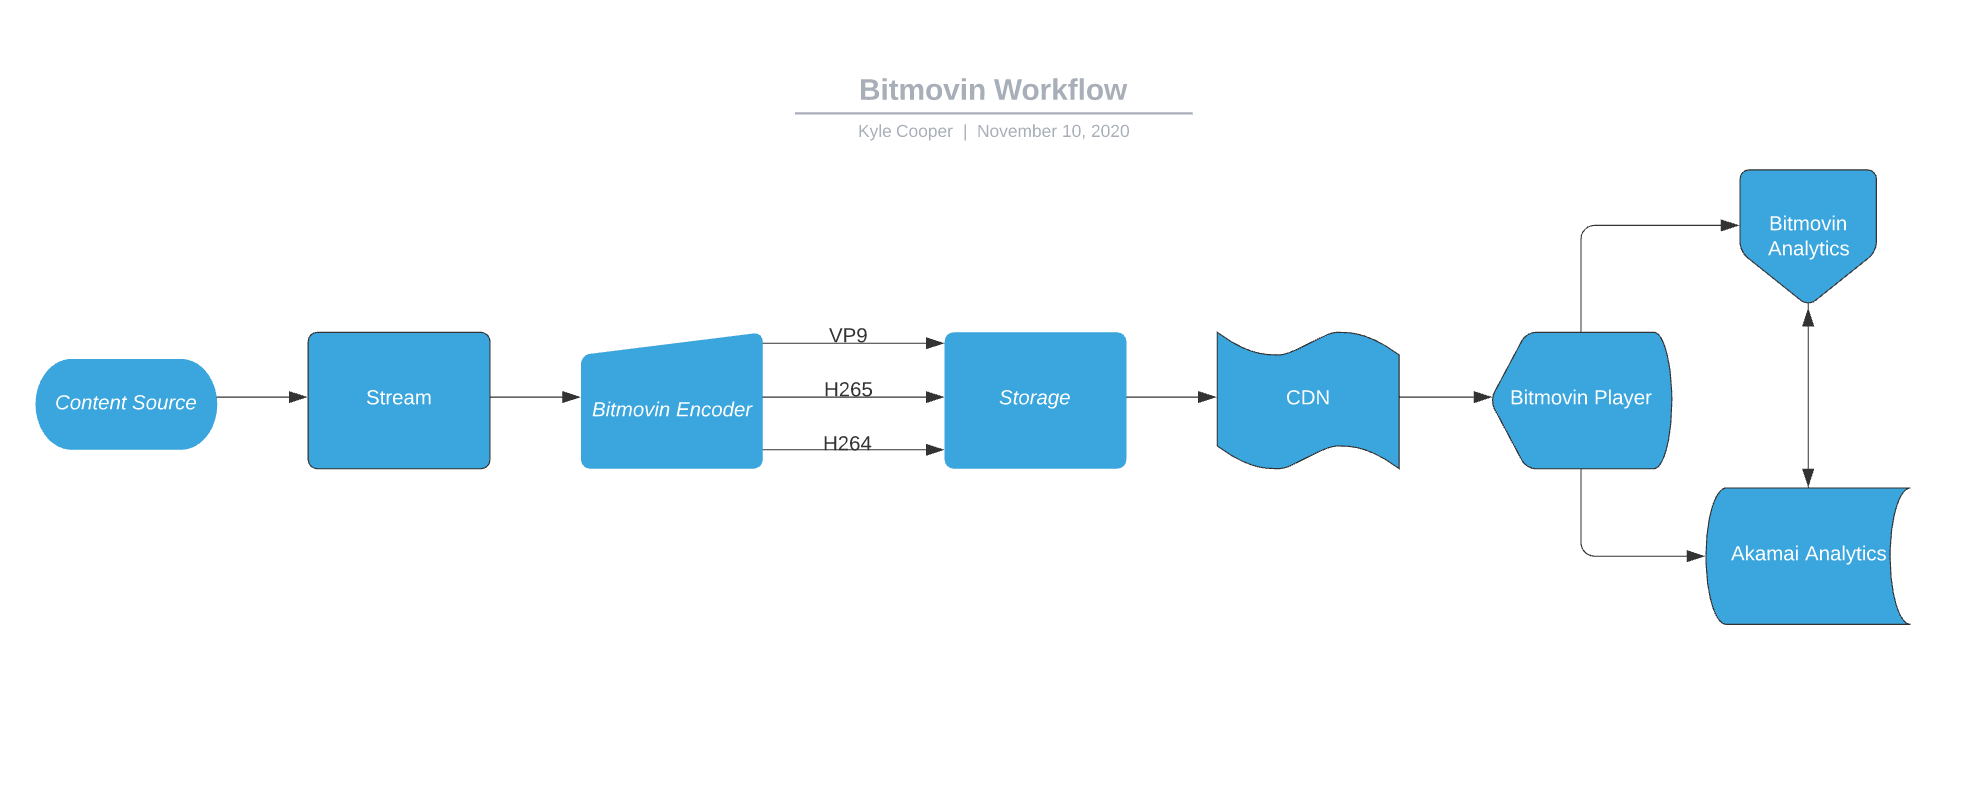 Bitmovin Workflow
Kyle Cooper | November 10, 2020
Content Source
Stream
Bitmovin Encoder
VP9
H265
H264
Storage
CDN
Bitmovin Player
Bitmovin
Analytics
Akamai Analytics